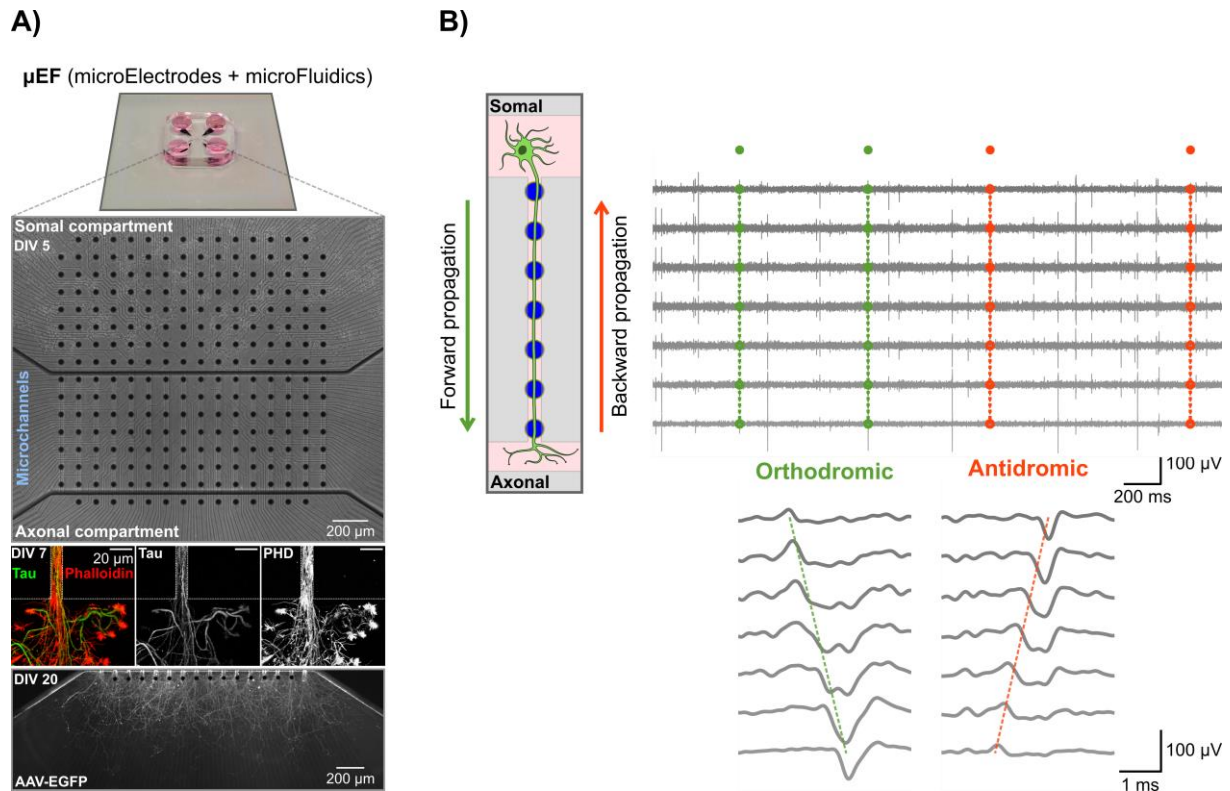 A)
µEF (microElectrodes + microFluidics)
Somal compartment
DIV 5
Microchannels
Axonal compartment
200 µm
DIV 7
20 µm
Tau
Phalloidin
Tau
PHD
DIV 20
AAV-EGFP
200 µm
B)
Somal
Forward propagation
Backward propagation
Axonal
Orthodromic
Antidromic
100 µV
200 ms
100 µV
1 ms